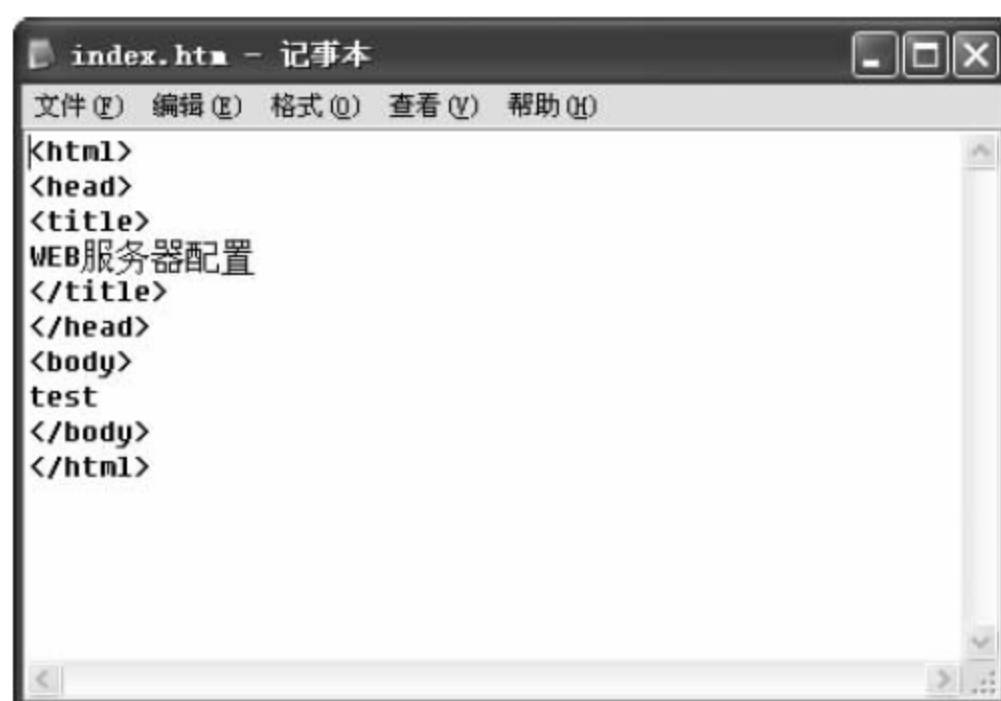 index.htm - 记事本
文件(F) 编辑(E) 格式(O) 查看(V) 帮助(H)
<html>
<head>
<title>
WEB服务器配置
</title>
</head>
<body>
test
</body>
</html>